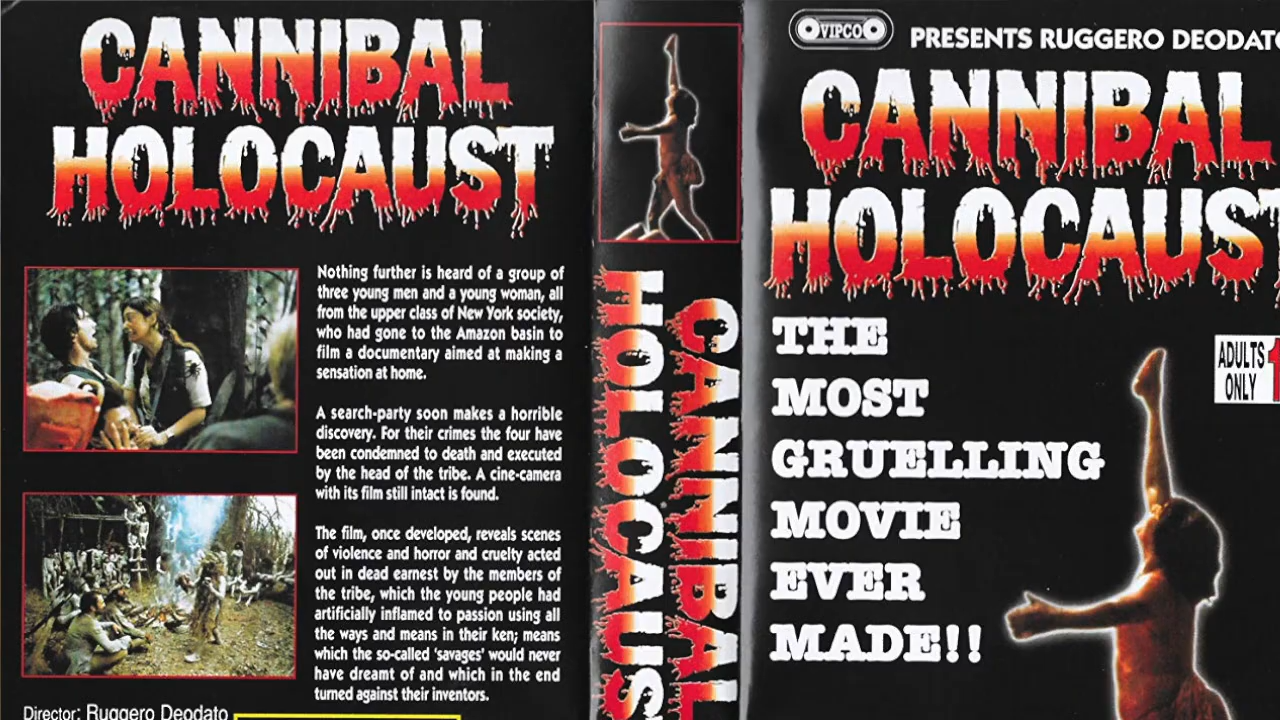 CANNIBAL
HOLOCAUST
Nothing further is heard of a group of
three young men and a young woman, all
from the upper class of New York society,
who had gone to the Amazon basin to
film a documentary aimed at making a
sensation at home.
A search-party soon makes a horrible
discovery. For their crimes the four have
been condemned to death and executed
by the head of the tribe. A cine-camera
with its film still intact is found.
The film, once developed, reveals scenes
of violence and horror and cruelty acted
out in dead earnest by the members of
the tribe, which the young people had
artificially inflamed to passion using all
the ways and means in their ken; means
which the so-called 'savages' would never
have dreamt of and which in the end
turned against their inventors.
Director: Ruggero Deodato
CANNIBAL
HOLOCAUST
VIPCO
PRESENTS RUGGERO DEODATO
CANNIBAL
HOLOCAUST
THE
MOST
GRUELLING
MOVIE
EVER
MADE!!
ADULTS
ONLY